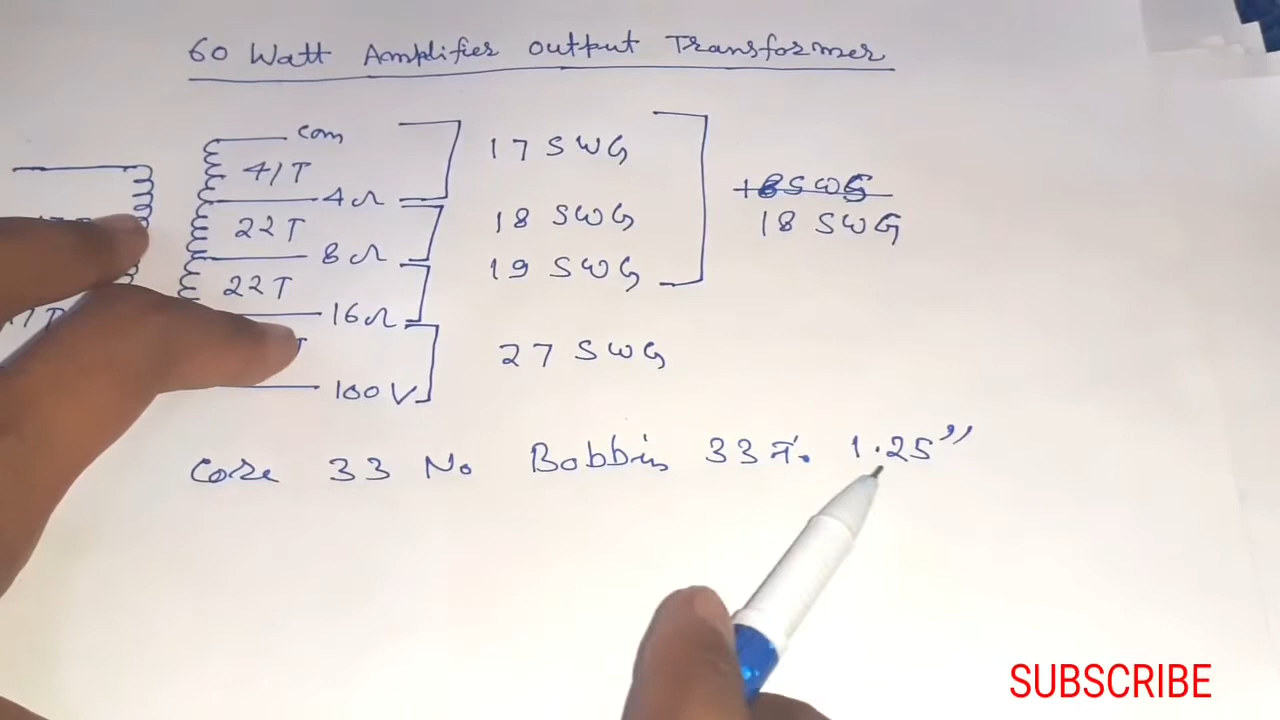 60 Watt Amplifier output Transformer
com
41T
17 SWG
4Ω
18 SWG
22T
18 SWG
8Ω
19 SWG
22T
16Ω
27 SWG
100V
Core 33 No Bobbin 33 नं. 1.25”
SUBSCRIBE